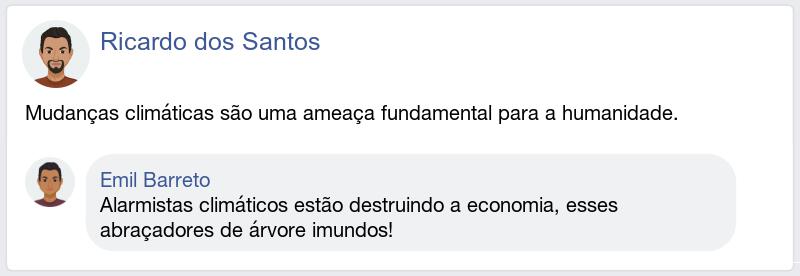 Ricardo dos Santos
Mudanças climáticas são uma ameaça fundamental para a humanidade.
Emil Barreto
Alarmistas climáticos estão destruindo a economia, esses
abraçadores de árvore imundos!